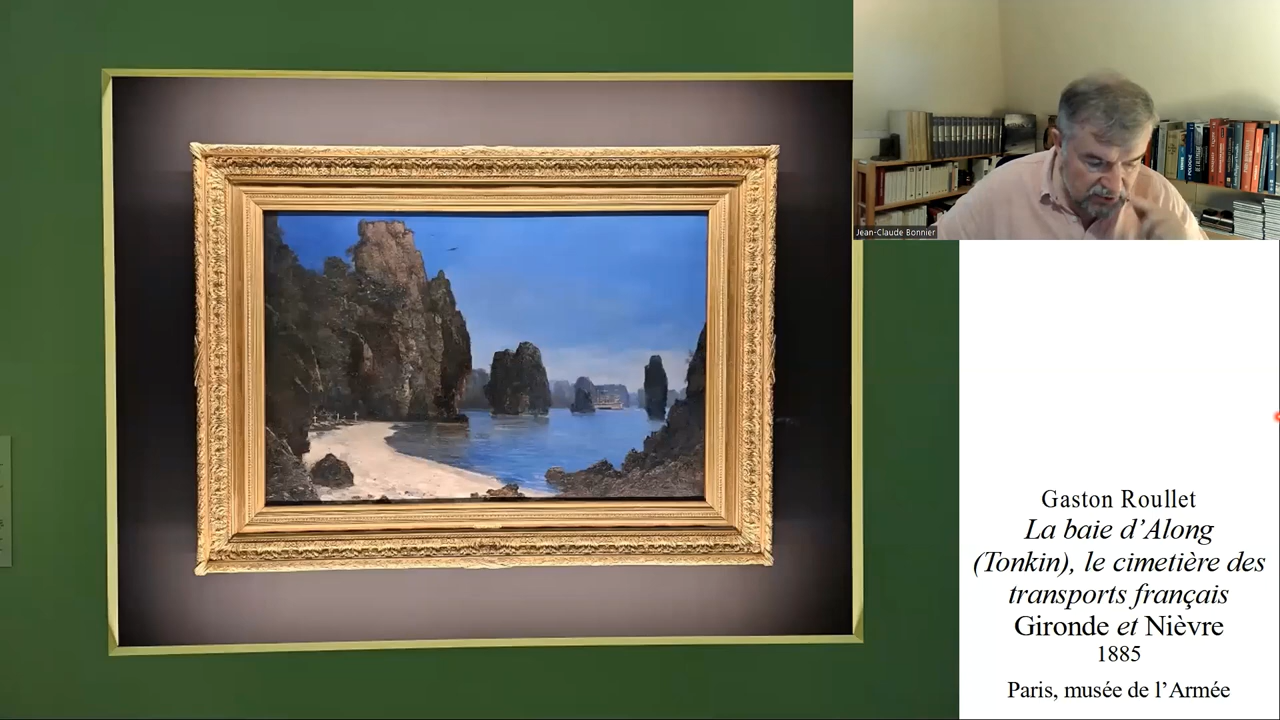 Jean-Claude Bonnier
Gaston Roullet
La baie d’Along
(Tonkin), le cimetière des
transports français
Gironde et Nièvre
1885
Paris, musée de l’Armée